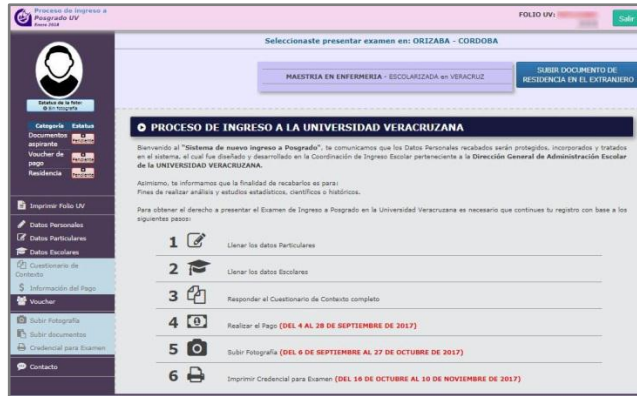 Proceso de ingreso a
Posgrado UV
Enero 2018
FOLIO UV:
Salir
Seleccionaste presentar examen en: ORIZABA - CORDOBA
MAESTRIA EN ENFERMERIA - ESCOLARIZADA en VERACRUZ
SUBIR DOCUMENTO DE
RESIDENCIA EN EL EXTRANJERO
Estatus de la foto:
Sin fotografía
Categoría Estatus
Documentos
aspirante
Voucher de
pago
Residencia
Imprimir Folio UV
Datos Personales
Datos Particulares
Datos Escolares
Cuestionario de
Contexto
Información del Pago
Voucher
Subir Fotografía
Subir documentos
Credencial para Examen
Contacto
PROCESO DE INGRESO A LA UNIVERSIDAD VERACRUZANA
Bienvenido al "Sistema de nuevo ingreso a Posgrado", te comunicamos que los Datos Personales recabados serán protegidos, incorporados y tratados
en el sistema, el cual fue diseñado y desarrollado en la Coordinación de Ingreso Escolar perteneciente a la Dirección General de Administración Escolar
de la UNIVERSIDAD VERACRUZANA.
Asimismo, te informamos que la finalidad de recabarlos es para:
Fines de realizar análisis y estudios estadísticos, científicos o históricos.
Para obtener el derecho a presentar el Examen de Ingreso a Posgrado en la Universidad Veracruzana es necesario que continues tu registro con base a los
siguientes pasos:
1 Llenar los datos Particulares
2 Llenar los datos Escolares
3 Responder el Cuestionario de Contexto completo
4 Realizar el Pago (DEL 4 AL 28 DE SEPTIEMBRE DE 2017)
5 Subir Fotografía (DEL 6 DE SEPTIEMBRE AL 27 DE OCTUBRE DE 2017)
6 Imprimir Credencial para Examen (DEL 16 DE OCTUBRE AL 10 DE NOVIEMBRE DE 2017)